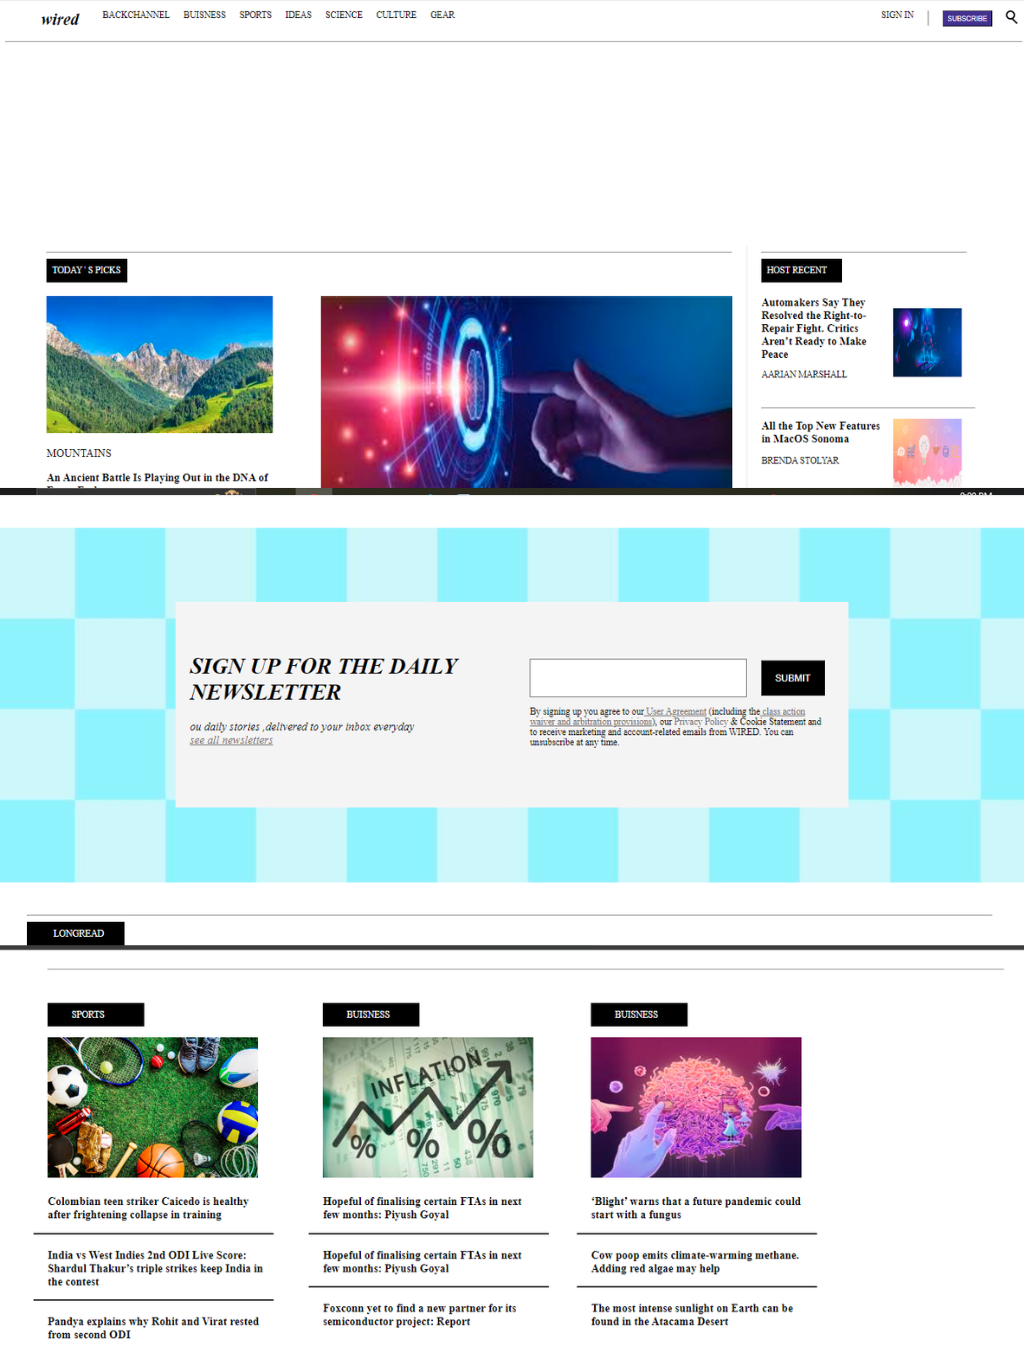 wired
BACKCHANNEL BUISNESS SPORTS IDEAS SCIENCE CULTURE GEAR
SIGN IN
SUBSCRIBE
TODAY ' S PICKS
MOUNTAINS
An Ancient Battle Is Playing Out in the DNA of
HOST RECENT
Automakers Say They
Resolved the Right-to-
Repair Fight. Critics
Aren't Ready to Make
Peace
AARIAN MARSHALL
All the Top New Features
in MacOS Sonoma
BRENDA STOLYAR
SIGN UP FOR THE DAILY
NEWSLETTER
ou daily stories ,delivered to your inbox everyday
see all newsletters
SUBMIT
By signing up you agree to our User Agreement (including the class action
waiver and arbitration provisions), our Privacy Policy & Cookie Statement and
to receive marketing and account-related emails from WIRED. You can
unsubscribe at any time.
LONGREAD
SPORTS
Colombian teen striker Caicedo is healthy
after frightening collapse in training
India vs West Indies 2nd ODI Live Score:
Shardul Thakur's triple strikes keep India in
the contest
Pandya explains why Rohit and Virat rested
from second ODI
BUISNESS
INFLATION
% % %
Hopeful of finalising certain FTAs in next
few months: Piyush Goyal
Hopeful of finalising certain FTAs in next
few months: Piyush Goyal
Foxconn yet to find a new partner for its
semiconductor project: Report
BUISNESS
‘Blight’ warns that a future pandemic could
start with a fungus
Cow poop emits climate-warming methane.
Adding red algae may help
The most intense sunlight on Earth can be
found in the Atacama Desert